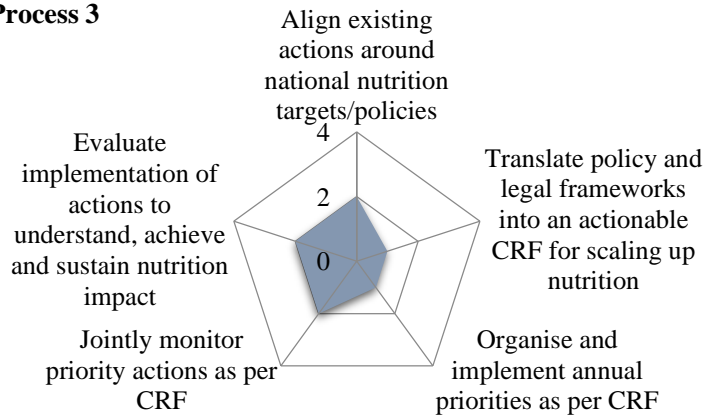 Process 3
Align existing
actions around
national nutrition
targets/policies
4
2
0
Translate policy and
legal frameworks
into an actionable
CRF for scaling up
nutrition
Organise and
implement annual
priorities as per CRF
Jointly monitor
priority actions as per
CRF
Evaluate
implementation of
actions to
understand, achieve
and sustain nutrition
impact